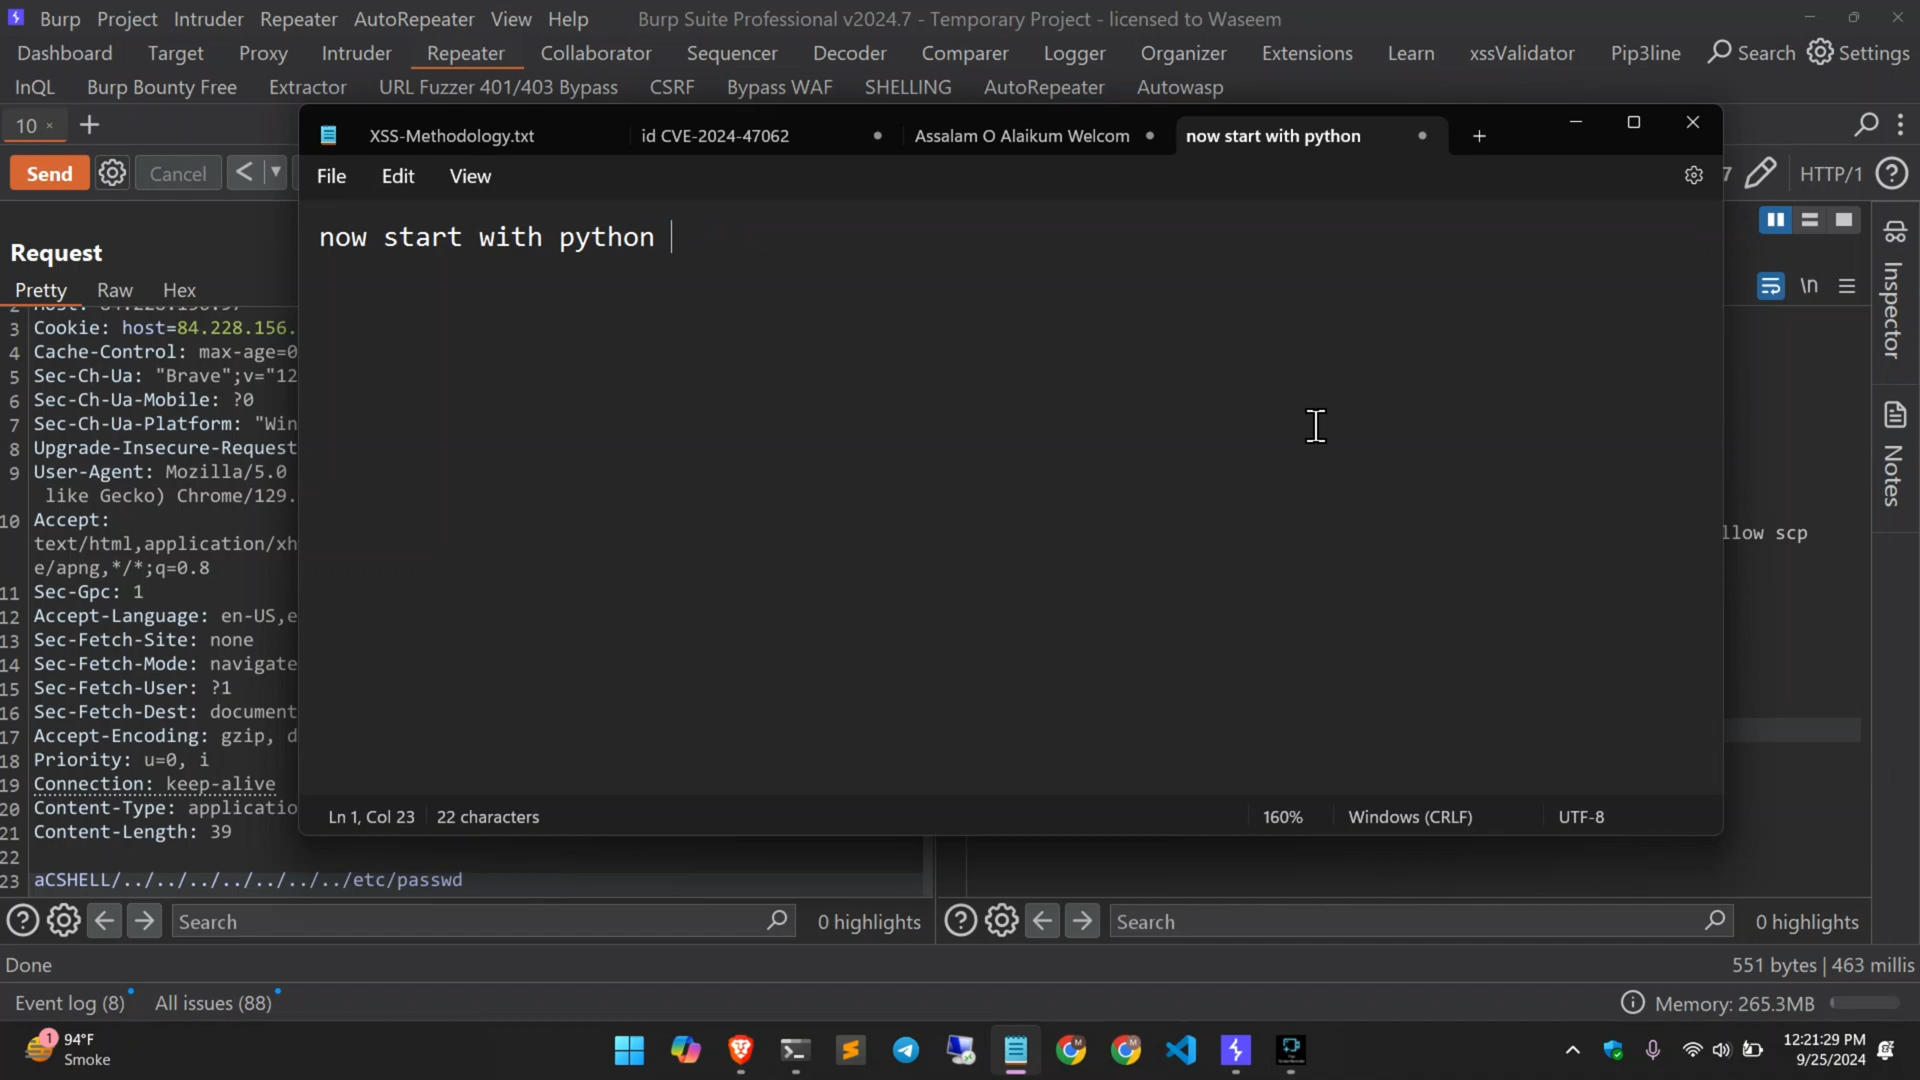 Burp Project Intruder Repeater AutoRepeater View Help Burp Suite Professional v2024.7 - Temporary Project - licensed to Waseem
Dashboard Target Proxy Intruder Repeater Collaborator Sequencer Decoder Comparer Logger Organizer Extensions Learn xssValidator Pip3line Search Settings
InQL Burp Bounty Free Extractor URL Fuzzer 401/403 Bypass CSRF Bypass WAF SHELLING AutoRepeater Autowasp
10 × +
XSS-Methodology.txt id CVE-2024-47062 Assalam O Alaikum Welcom now start with python
Send Cancel < File Edit View 7 HTTP/1
now start with python
Request
Pretty Raw Hex \n
3 Cookie: host=84.228.156.
4 Cache-Control: max-age=0
5 Sec-Ch-Ua: "Brave";v="12
6 Sec-Ch-Ua-Mobile: ?0
7 Sec-Ch-Ua-Platform: "Win
8 Upgrade-Insecure-Request
9 User-Agent: Mozilla/5.0
like Gecko) Chrome/129.
10 Accept:
text/html,application/xh
e/apng,*/*;q=0.8
11 Sec-Gpc: 1
12 Accept-Language: en-US,e
13 Sec-Fetch-Site: none
14 Sec-Fetch-Mode: navigate
15 Sec-Fetch-User: ?1
16 Sec-Fetch-Dest: document
17 Accept-Encoding: gzip, d
18 Priority: u=0, i
19 Connection: keep-alive
20 Content-Type: applicatio
21 Content-Length: 39
22
23 aCSHELL/../../../../../../../etc/passwd
llow scp
Inspector
Notes
Ln 1, Col 23 22 characters 160% Windows (CRLF) UTF-8
Search 0 highlights Search 0 highlights
Done 551 bytes | 463 millis
Event log (8) All issues (88) Memory: 265.3MB
1 94°F
Smoke
12:21:29 PM
9/25/2024